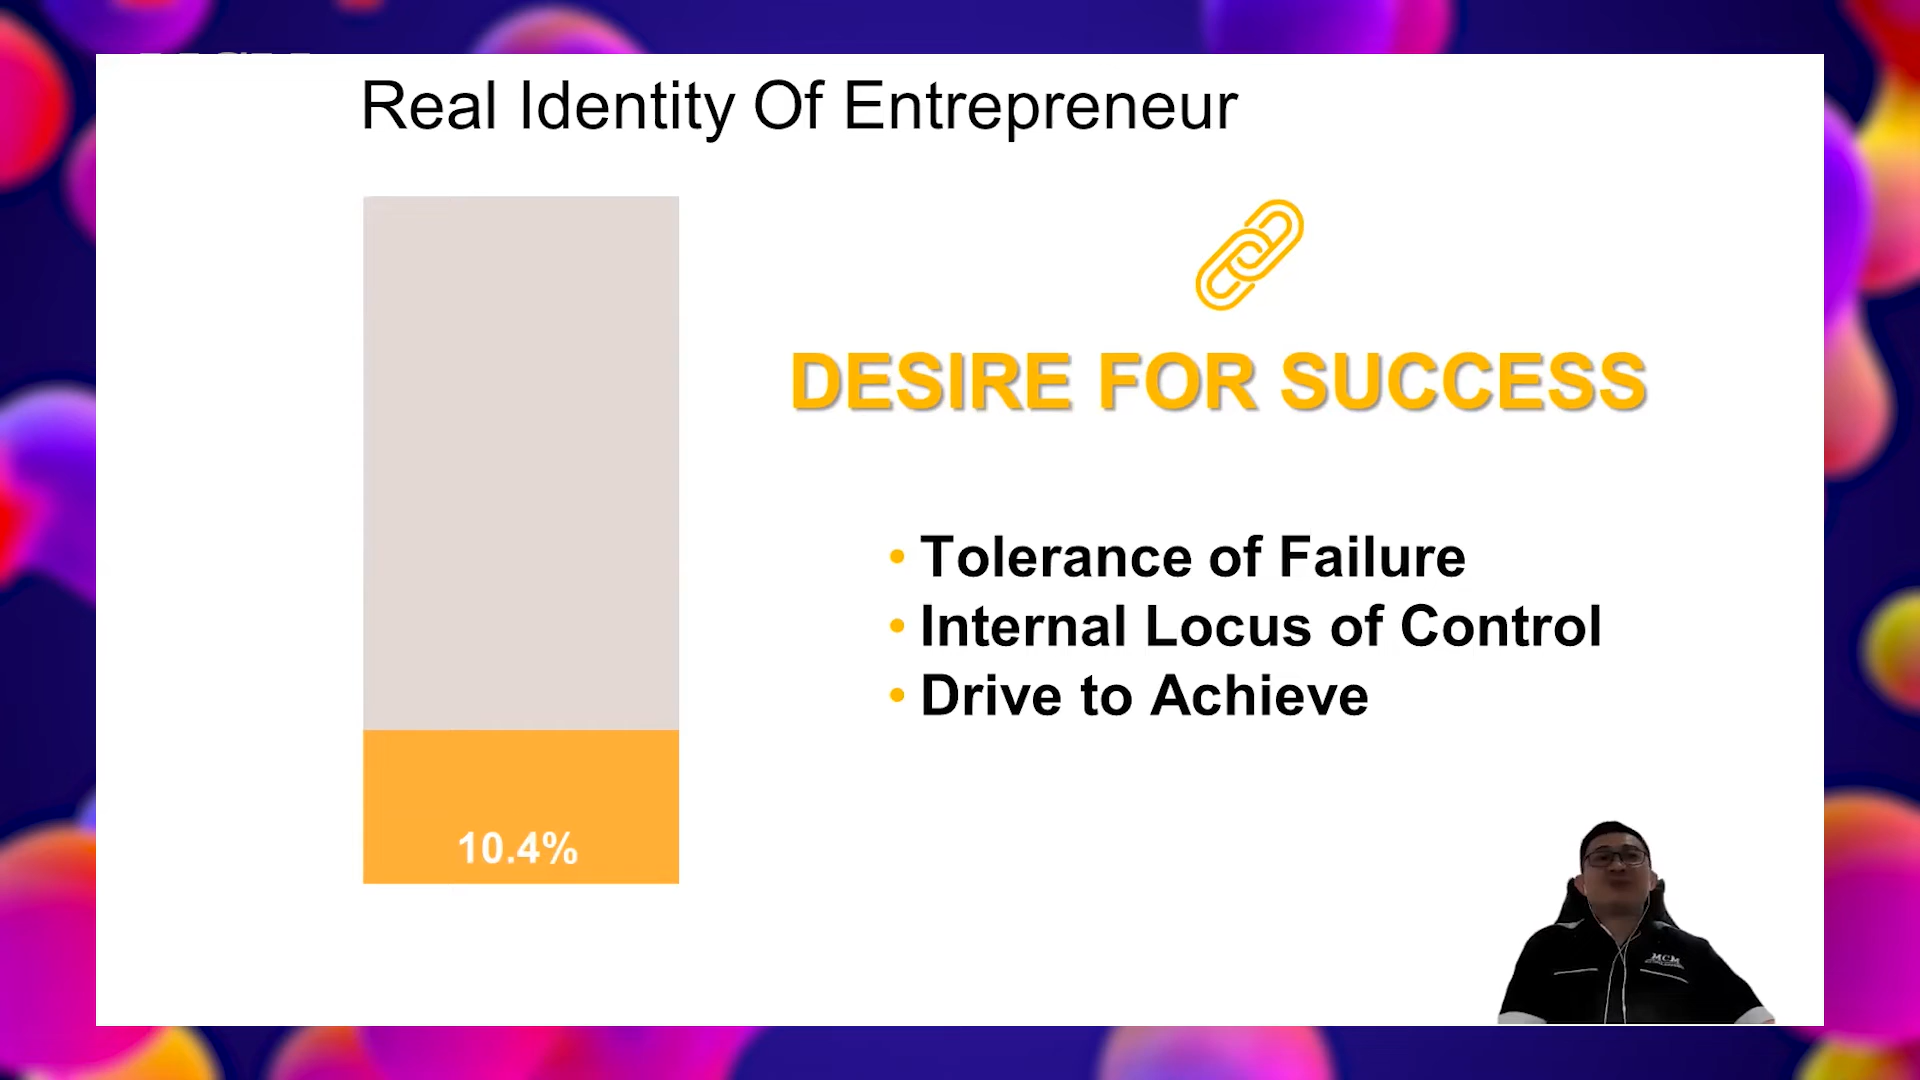 Real Identity Of Entrepreneur
DESIRE FOR SUCCESS
• Tolerance of Failure
• Internal Locus of Control
• Drive to Achieve
10.4%
MCM